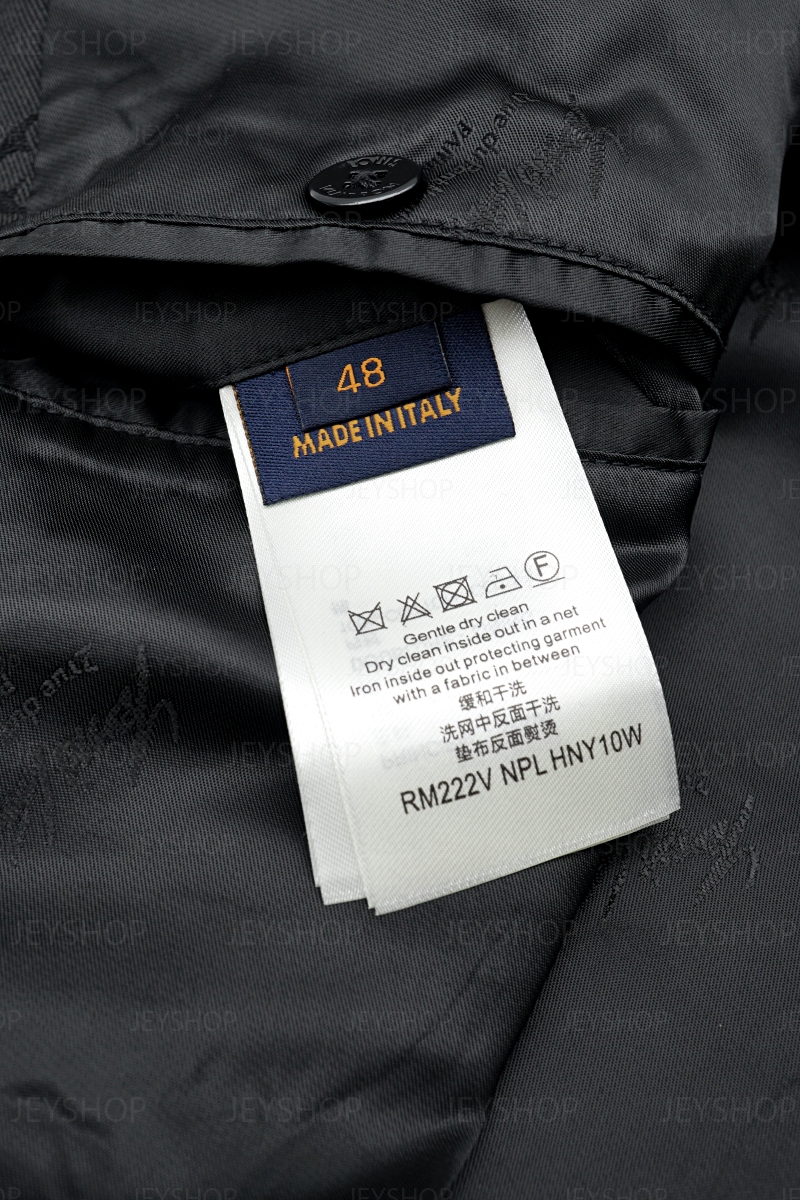 JEYSHOP
48
MADE IN ITALY
F
Gentle dry clean
Dry clean inside out in a net
Iron inside out protecting garment
with a fabric in between
缓和干洗
洗网中反面干洗
垫布反面熨烫
RM222V NPL HNY10W